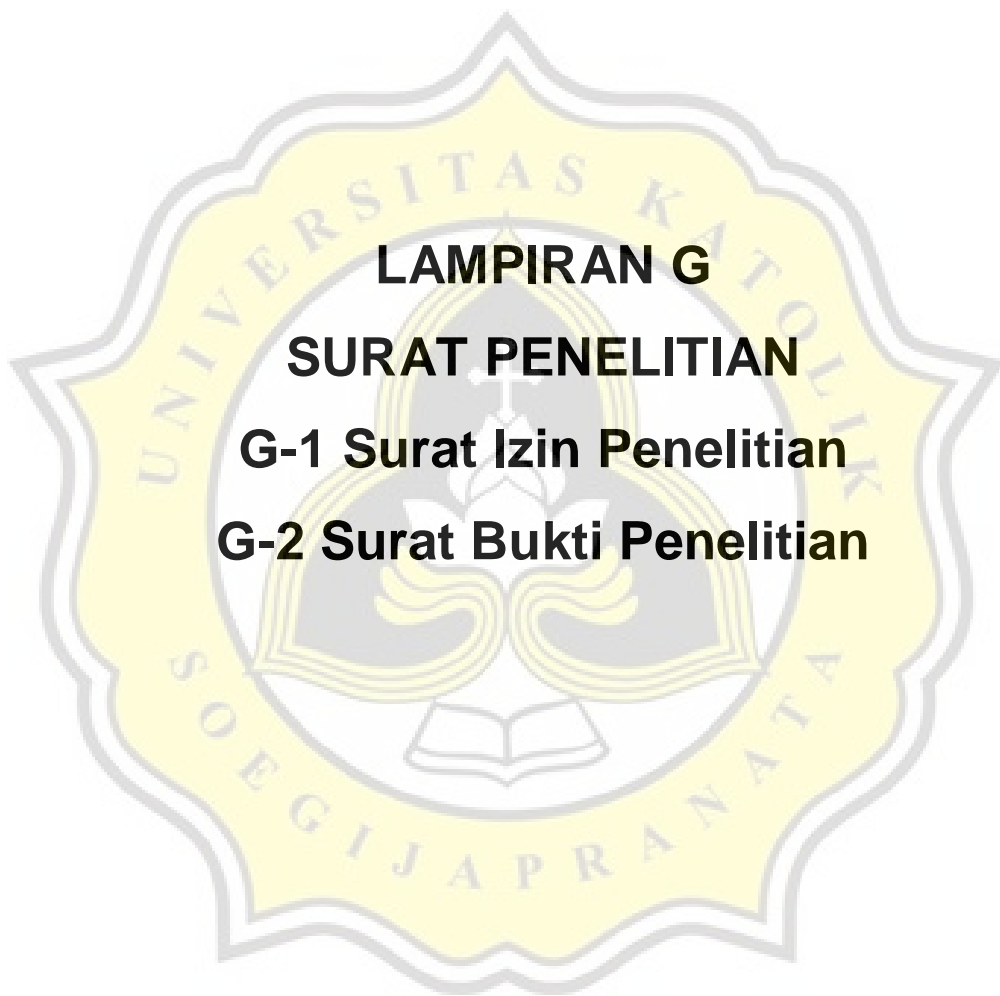 UNIVERSITAS KATOLIK
LAMPIRAN G
SURAT PENELITIAN
G-1 Surat Izin Penelitian
G-2 Surat Bukti Penelitian
SOEGIJAPRANATA